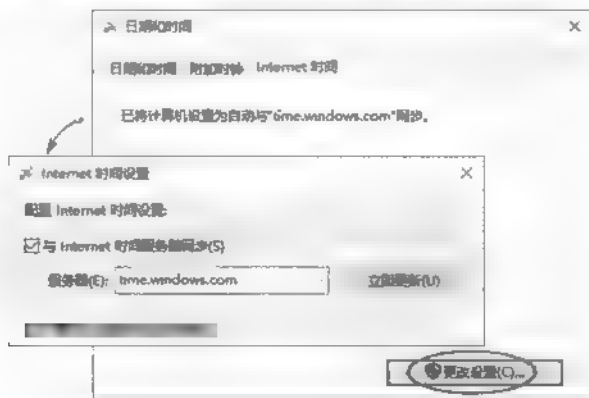 日期和时间
日期和时间 附加时钟 Internet 时间
已将计算机设置为自动与"time.windows.com"同步。
Internet 时间设置
配置 Internet 时间设置:
与 Internet 时间服务器同步(S)
服务器(E): time.windows.com 立即更新(U)
更改设置(C)...